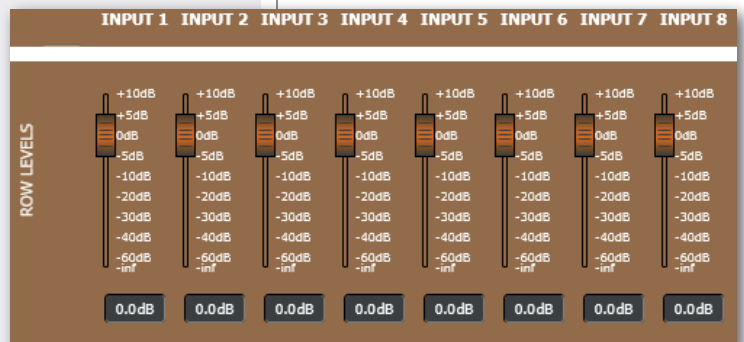 INPUT 1 INPUT 2 INPUT 3 INPUT 4 INPUT 5 INPUT 6 INPUT 7 INPUT 8
ROW LEVELS
+10dB +10dB +10dB +10dB +10dB +10dB +10dB +10dB
+5dB +5dB +5dB +5dB +5dB +5dB +5dB +5dB
0dB 0dB 0dB 0dB 0dB 0dB 0dB 0dB
-5dB -5dB -5dB -5dB -5dB -5dB -5dB -5dB
-10dB -10dB -10dB -10dB -10dB -10dB -10dB -10dB
-20dB -20dB -20dB -20dB -20dB -20dB -20dB -20dB
-30dB -30dB -30dB -30dB -30dB -30dB -30dB -30dB
-40dB -40dB -40dB -40dB -40dB -40dB -40dB -40dB
-60dB -60dB -60dB -60dB -60dB -60dB -60dB -60dB
-inf -inf -inf -inf -inf -inf -inf -inf
0.0dB 0.0dB 0.0dB 0.0dB 0.0dB 0.0dB 0.0dB 0.0dB